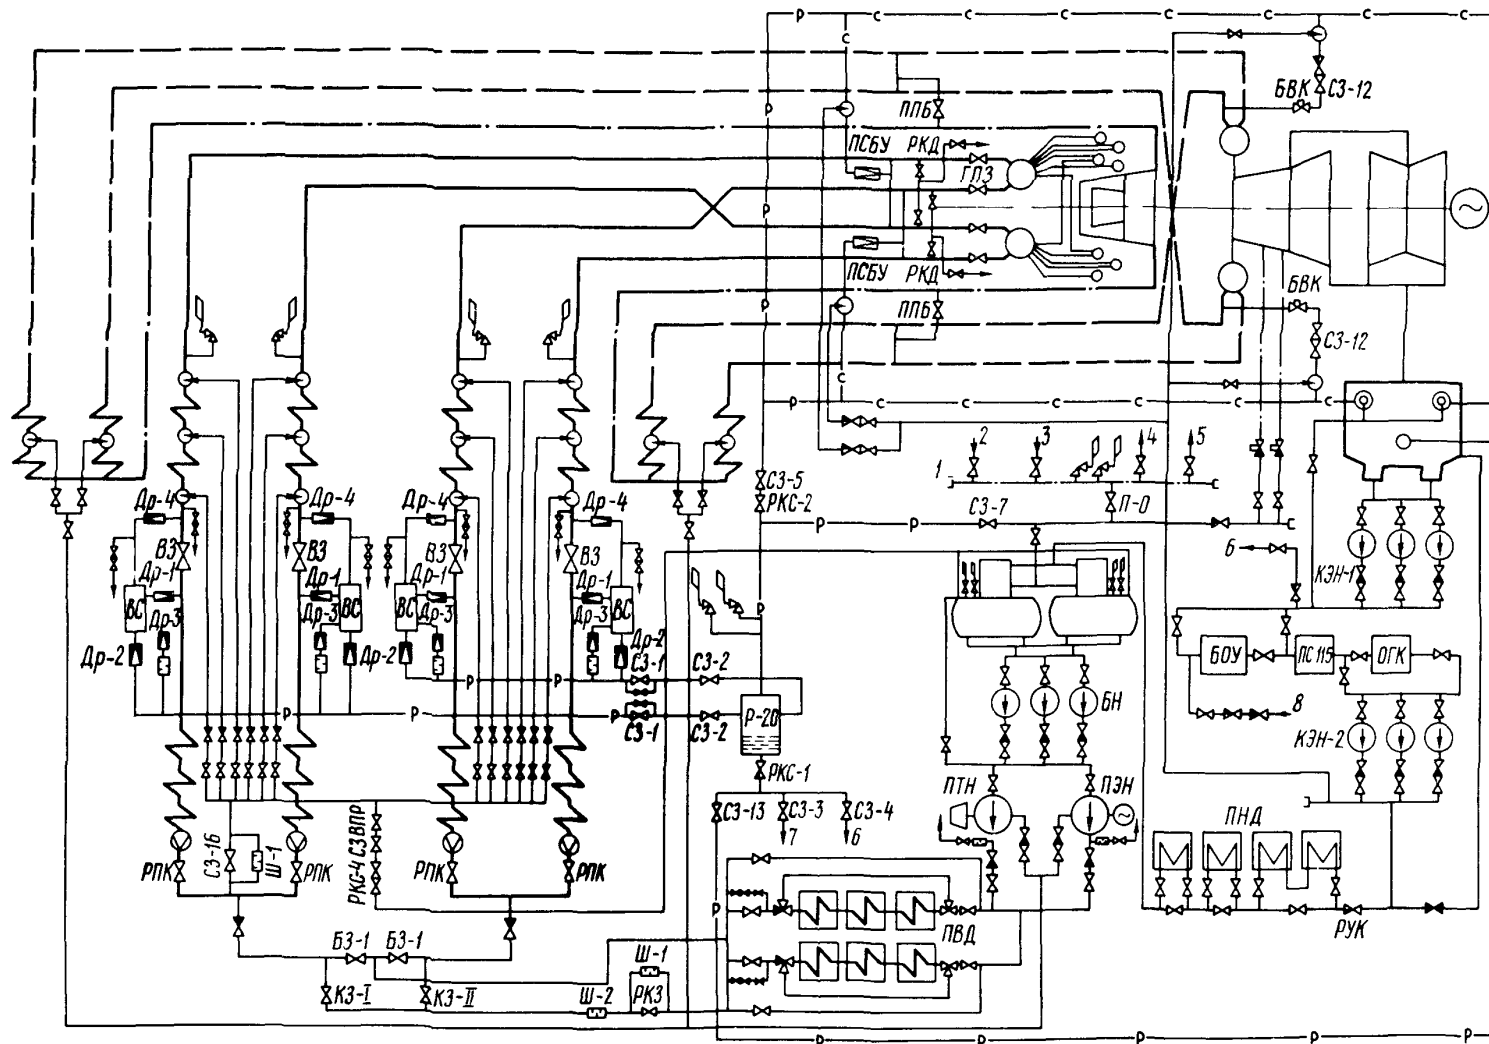 р с с с с с с
с
БВК СЗ-12
р
ППБ
ПСБУ РКД
ГПЗ
р
ПСБУ РКД
БВК
ППБ
СЗ-12
с с
р с с с с с с
2 3 4 5
1
СЗ-5
РКС-2
П-О
СЗ-7
р р р
6
КЭН-1
Др-4 Др-4 Др-4 Др-4
ВЗ ВЗ ВЗ ВЗ
Др-1 Др-1 Др-1 Др-1
ВС Др-3 Др-3 ВС ВС Др-3 Др-3 ВС
Др-2 Др-2 Др-2 Др-2
р
СЗ-1 СЗ-2
р р
р р р
СЗ-1 СЗ-2
Р-20
БН
БОУ ПС 115 ОГК
8
КЭН-2
РКС-1
ПТН ПЭН
СЗ-13 СЗ-3 СЗ-4
7 6
ПНД
СЗ-16 Ш-1
РКС-4 СЗ ВПР
РПК РПК РПК РПК
р
ПВД
РУК
БЗ-1 БЗ-1
Ш-1
КЗ-I КЗ-II Ш-2 РКЗ
р р р р